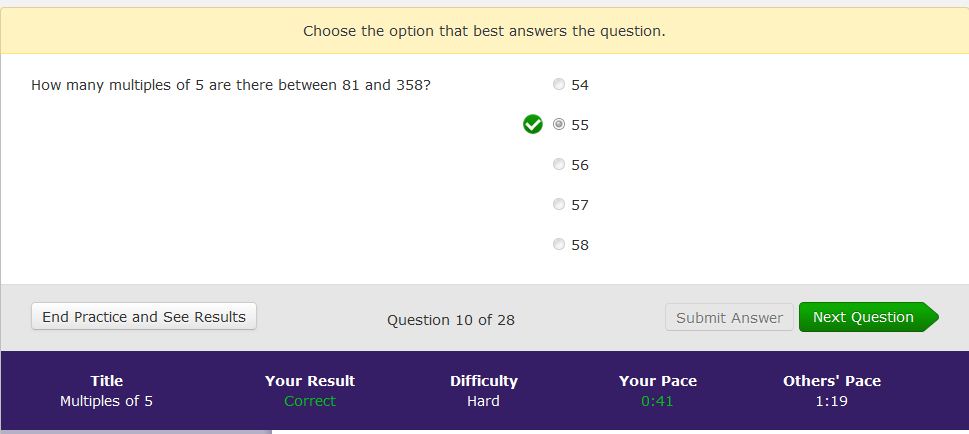 Choose the option that best answers the question.
How many multiples of 5 are there between 81 and 358?
54
55
56
57
58
End Practice and See Results
Question 10 of 28
Submit Answer
Next Question
Title
Your Result
Difficulty
Your Pace
Others' Pace
Multiples of 5
Correct
Hard
0:41
1:19